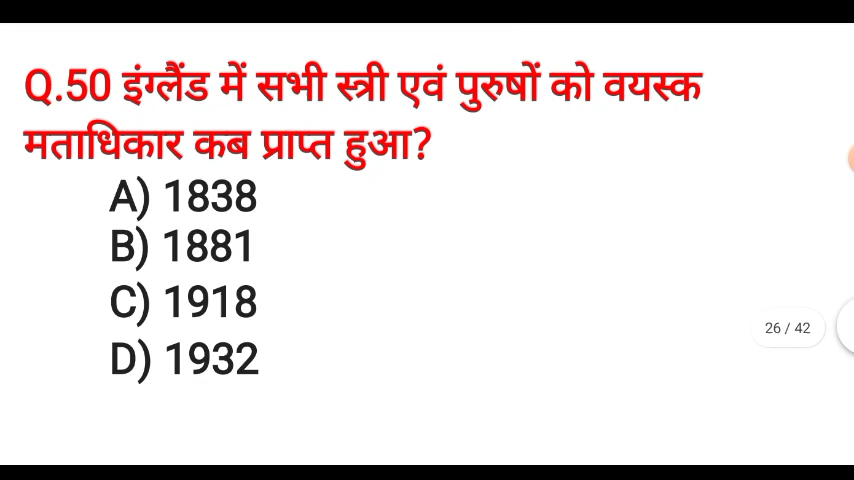 Q.50 इंग्लैंड में सभी स्त्री एवं पुरुषों को वयस्क
मताधिकार कब प्राप्त हुआ?
A) 1838
B) 1881
C) 1918
D) 1932
26 / 42